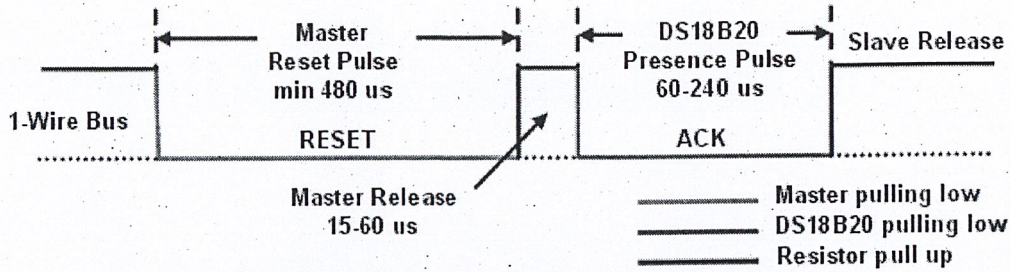 Master
Reset Pulse
min 480 us
DS18B20
Presence Pulse
60-240 us
Slave Release
1-Wire Bus
RESET
ACK
Master Release
15-60 us
Master pulling low
DS18B20 pulling low
Resistor pull up